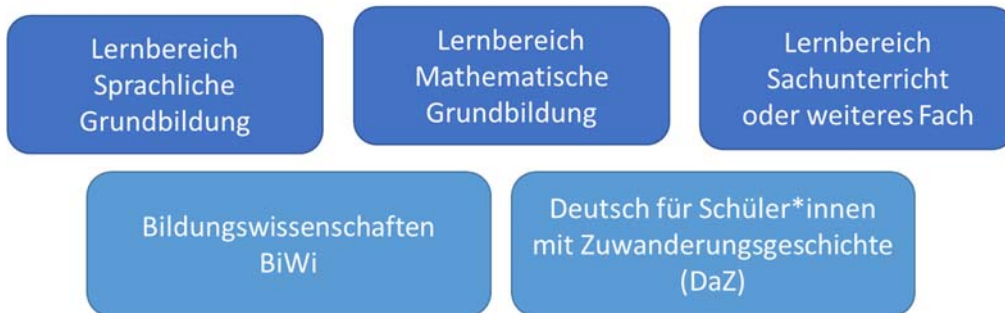 Lernbereich
Sprachliche
Grundbildung
Lernbereich
Mathematische
Grundbildung
Lernbereich
Sachunterricht
oder weiteres Fach
Bildungswissenschaften
BiWi
Deutsch für Schüler*innen
mit Zuwanderungsgeschichte
(DaZ)